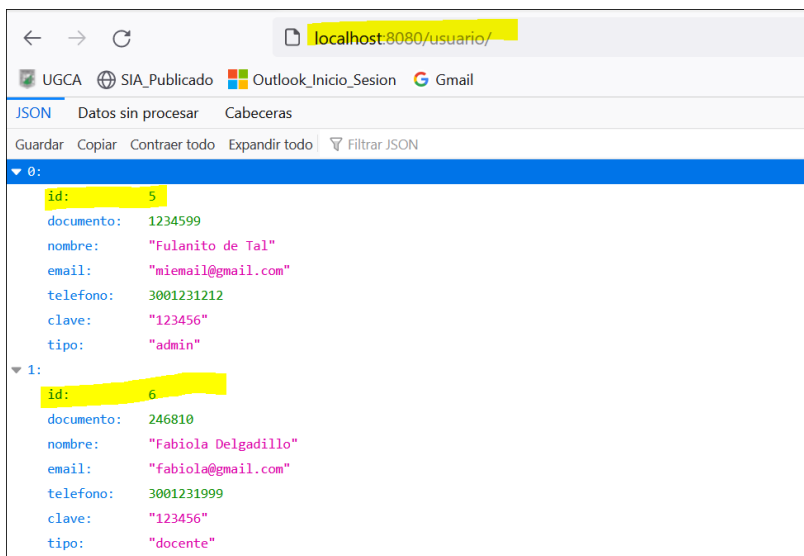 localhost:8080/usuario/
UGCA SIA_Publicado Outlook_Inicio_Sesion G Gmail
JSON Datos sin procesar Cabeceras
Guardar Copiar Contraer todo Expandir todo Filtrar JSON
0:
id: 5
documento: 1234599
nombre: "Fulanito de Tal"
email: "miemail@gmail.com"
telefono: 3001231212
clave: "123456"
tipo: "admin"
1:
id: 6
documento: 246810
nombre: "Fabiola Delgadillo"
email: "fabiola@gmail.com"
telefono: 3001231999
clave: "123456"
tipo: "docente"